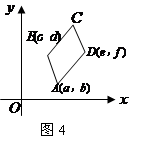 y
C
B(c, d)
D(e, f)
A(a, b)
O
x
图4